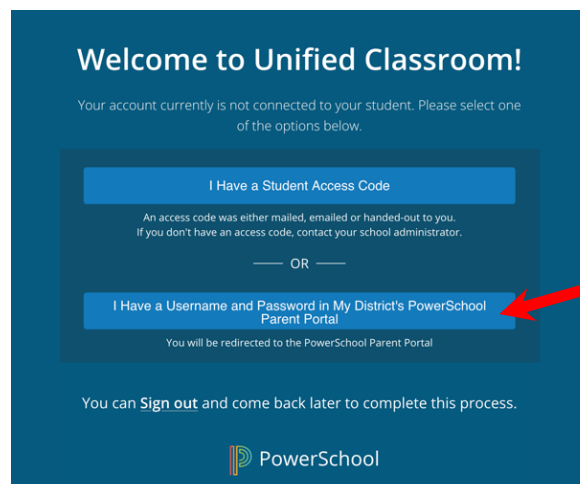 Welcome to Unified Classroom!
Your account currently is not connected to your student. Please select one
of the options below.
I Have a Student Access Code
An access code was either mailed, emailed or handed-out to you.
If you don't have an access code, contact your school administrator.
OR
I Have a Username and Password in My District's PowerSchool
Parent Portal
You will be redirected to the PowerSchool Parent Portal
You can Sign out and come back later to complete this process.
PowerSchool